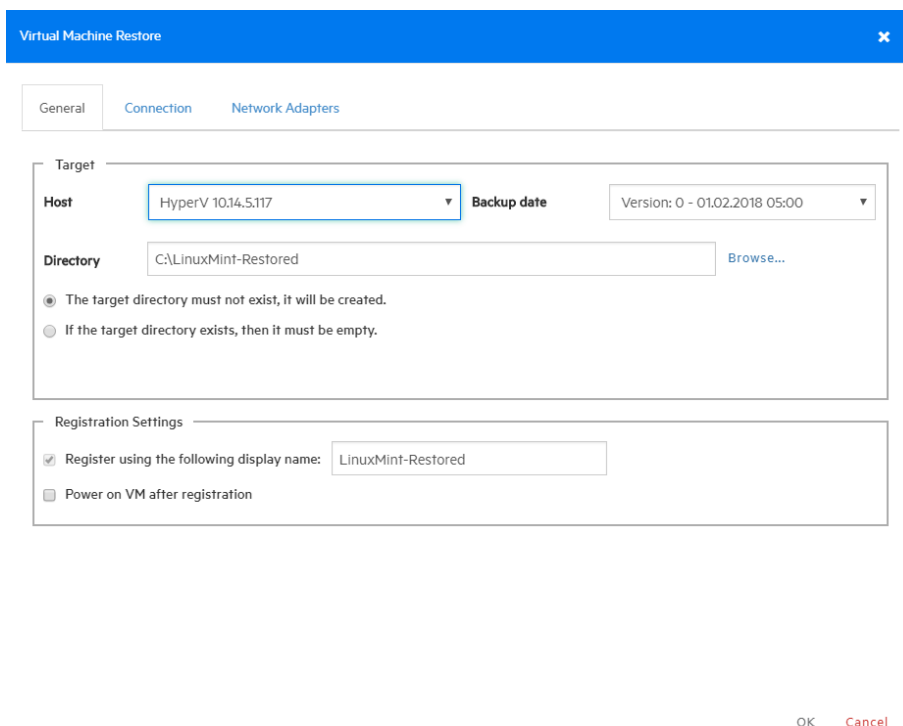 Virtual Machine Restore
General Connection Network Adapters
Target
Host HyperV 10.14.5.117 Backup date Version: 0 - 01.02.2018 05:00
Directory C:\LinuxMint-Restored Browse...
The target directory must not exist, it will be created.
If the target directory exists, then it must be empty.
Registration Settings
Register using the following display name: LinuxMint-Restored
Power on VM after registration
OK Cancel